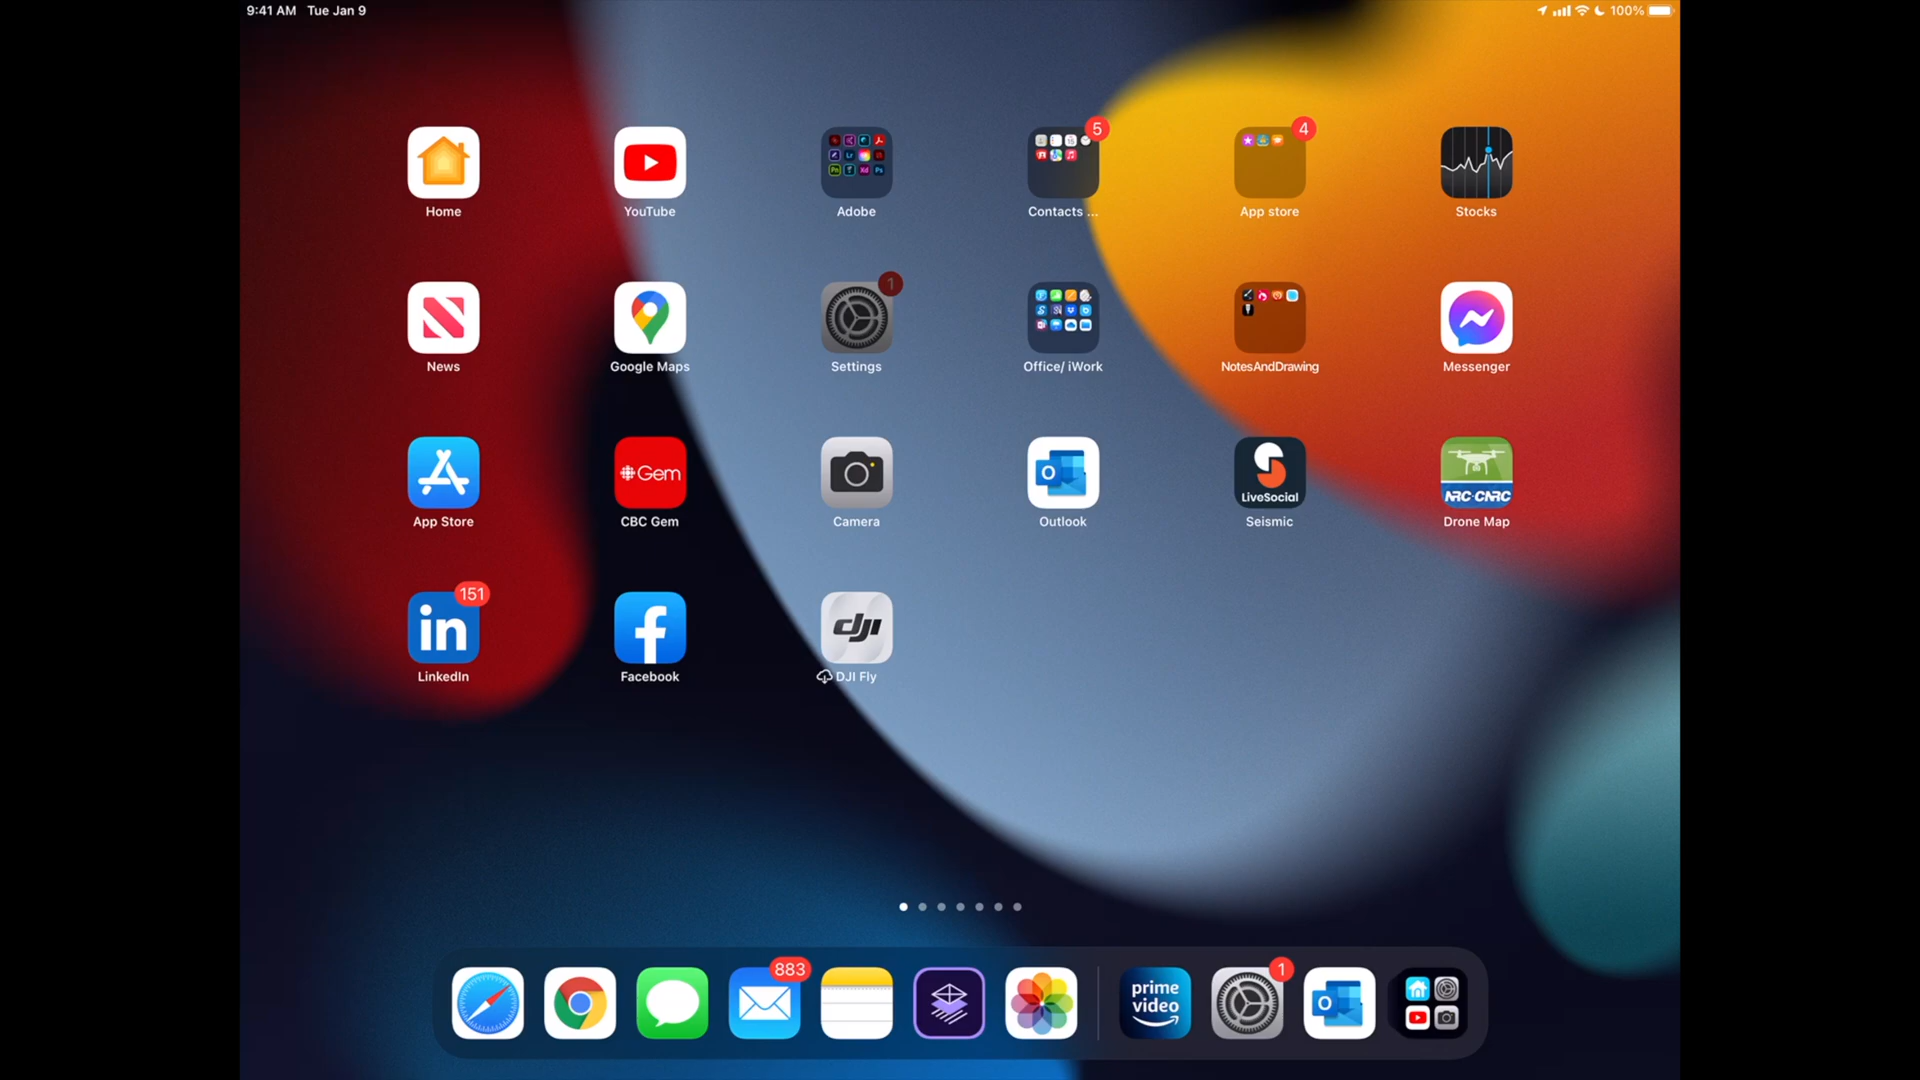 9:41 AM Tue Jan 9
100%
5
4
Home
YouTube
Adobe
Contacts ...
App store
Stocks
1
News
Google Maps
Settings
Office/ iWork
NotesAndDrawing
Messenger
Gem
LiveSocial
NRC·CNRC
App Store
CBC Gem
Camera
Outlook
Seismic
Drone Map
151
in
dji
LinkedIn
Facebook
DJI Fly
883
1
prime
video